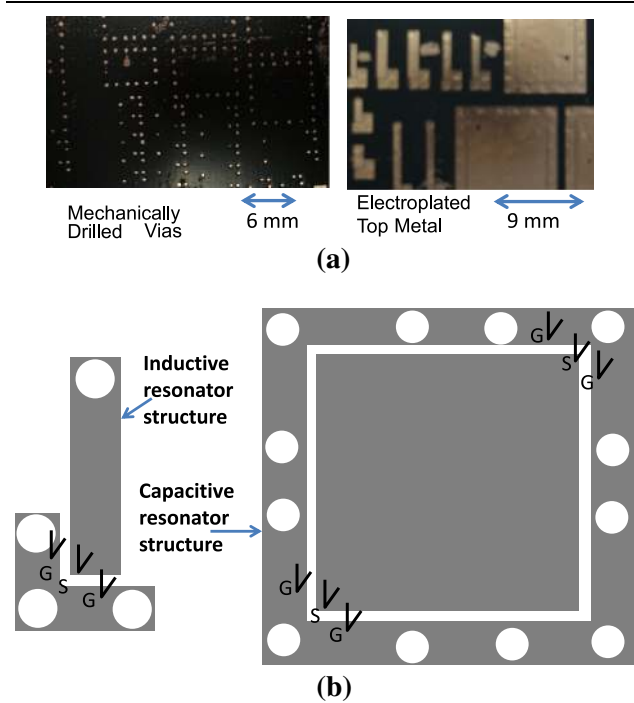 Mechanically
Drilled Vias
6 mm
Electroplated
Top Metal
9 mm
(a)
Inductive
resonator
structure
Capacitive
resonator
structure
G
S
G
G
S
G
G
S
G
(b)